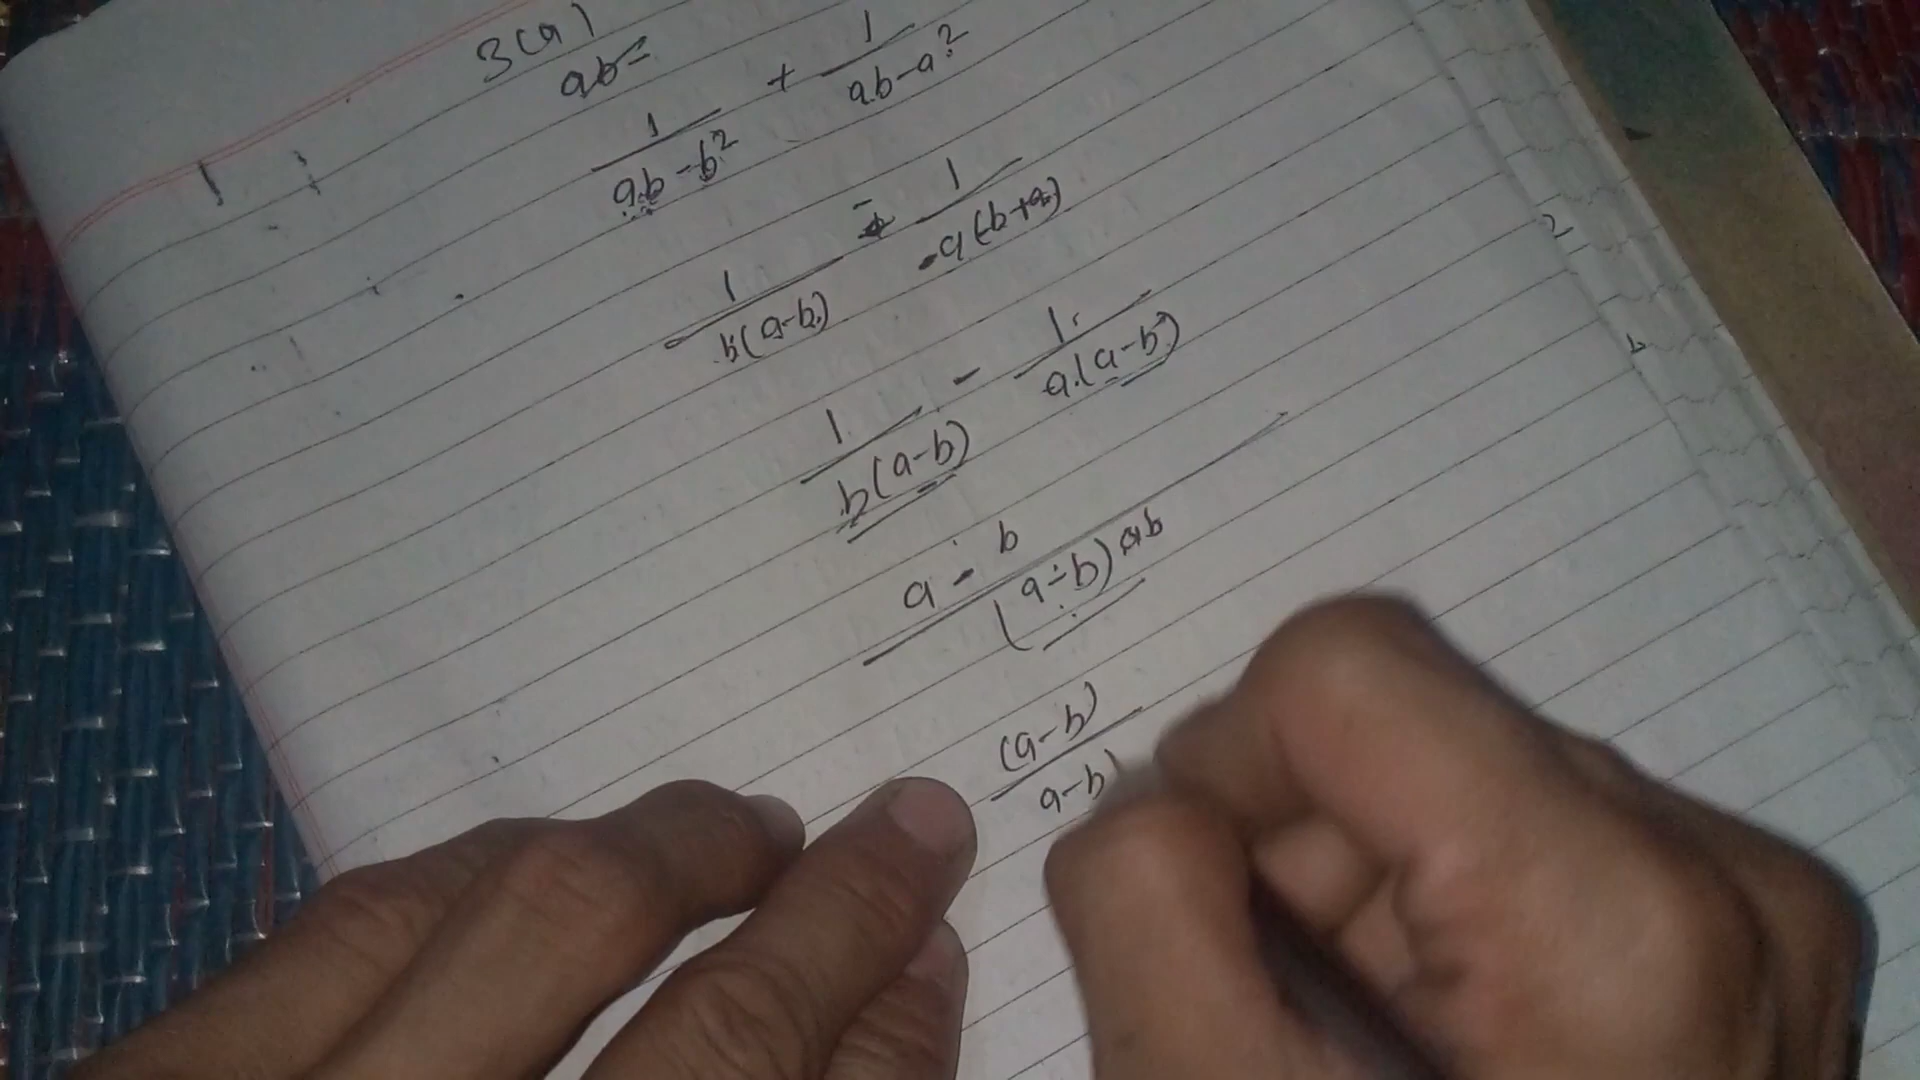 3(a)
ab=
1/(ab-b²) + 1/(ab-a²)
1/(b(a-b)) - 1/(a(-b+a))
1/(b(a-b)) - 1/(a(a-b))
(a-b)/((a-b)ab)
(a-b)/(a-b)